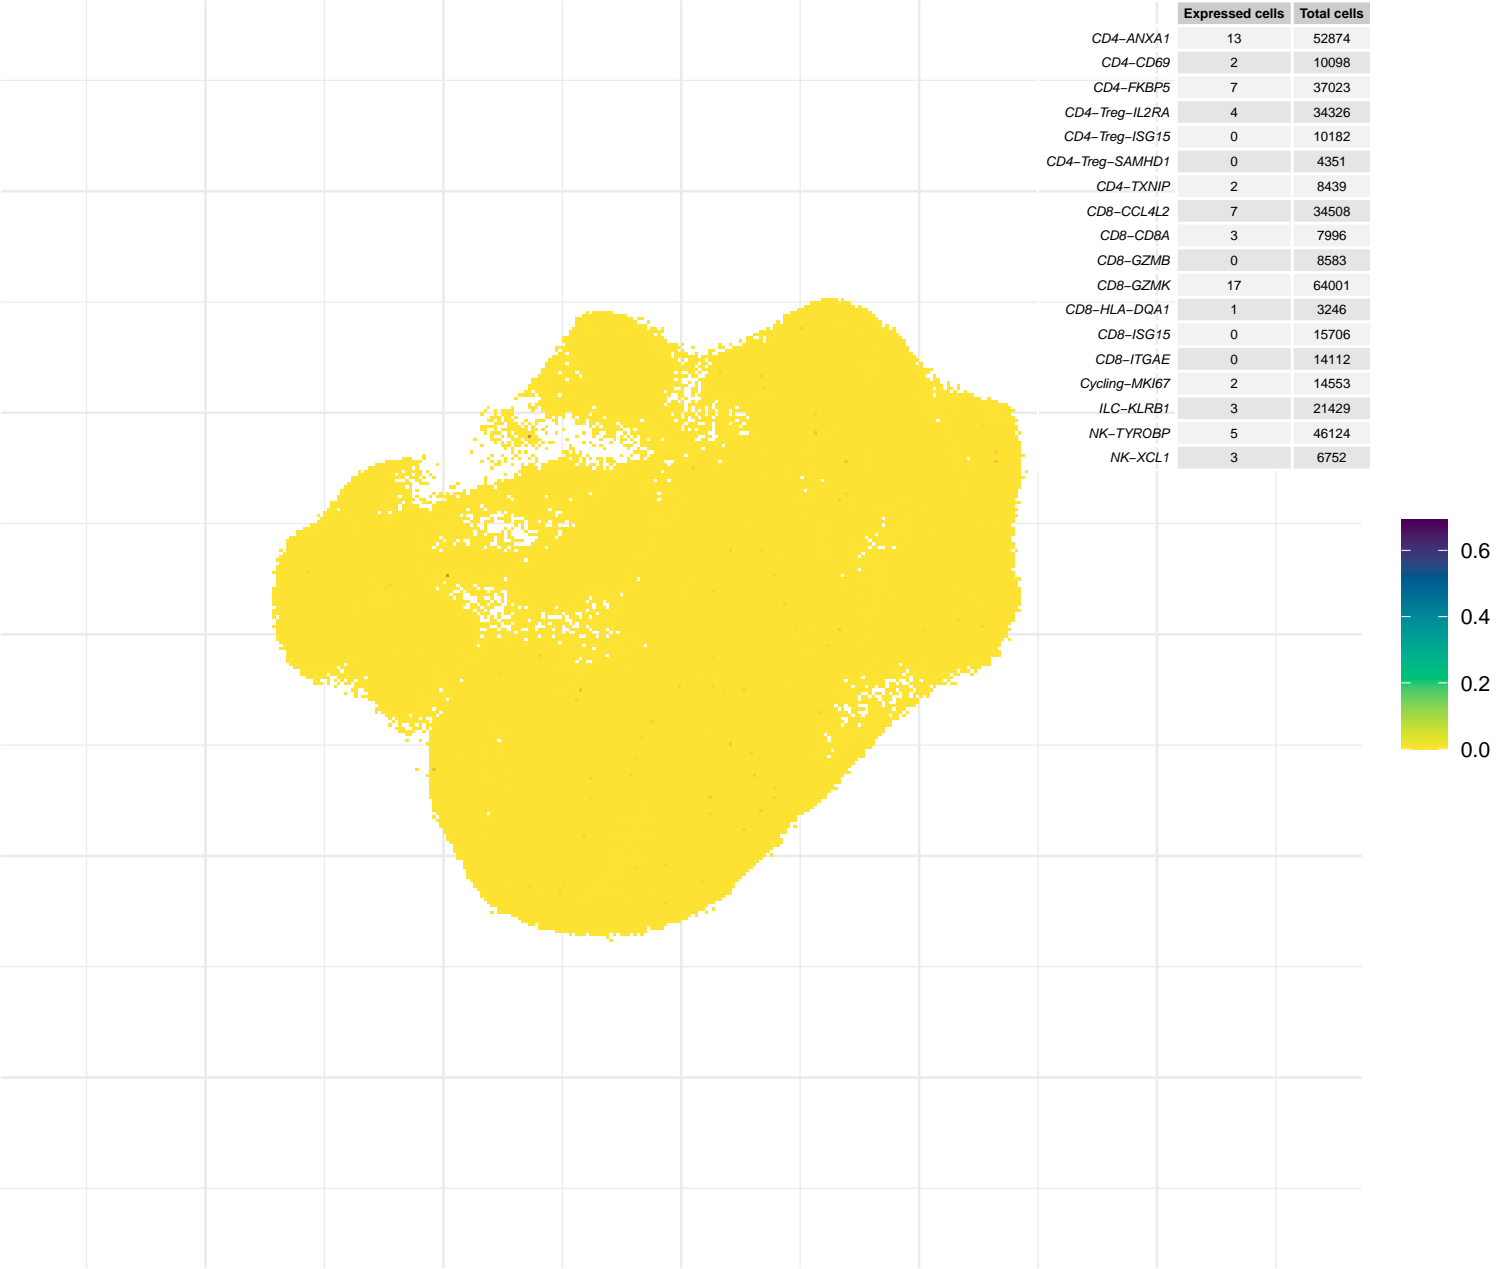 Expressed cells Total cells
CD4−ANXA1 13 52874
CD4−CD69 2 10098
CD4−FKBP5 7 37023
CD4−Treg−IL2RA 4 34326
CD4−Treg−ISG15 0 10182
CD4−Treg−SAMHD1 0 4351
CD4−TXNIP 2 8439
CD8−CCL4L2 7 34508
CD8−CD8A 3 7996
CD8−GZMB 0 8583
CD8−GZMK 17 64001
CD8−HLA−DQA1 1 3246
CD8−ISG15 0 15706
CD8−ITGAE 0 14112
Cycling−MKI67 2 14553
ILC−KLRB1 3 21429
NK−TYROBP 5 46124
NK−XCL1 3 6752
0.6
0.4
0.2
0.0